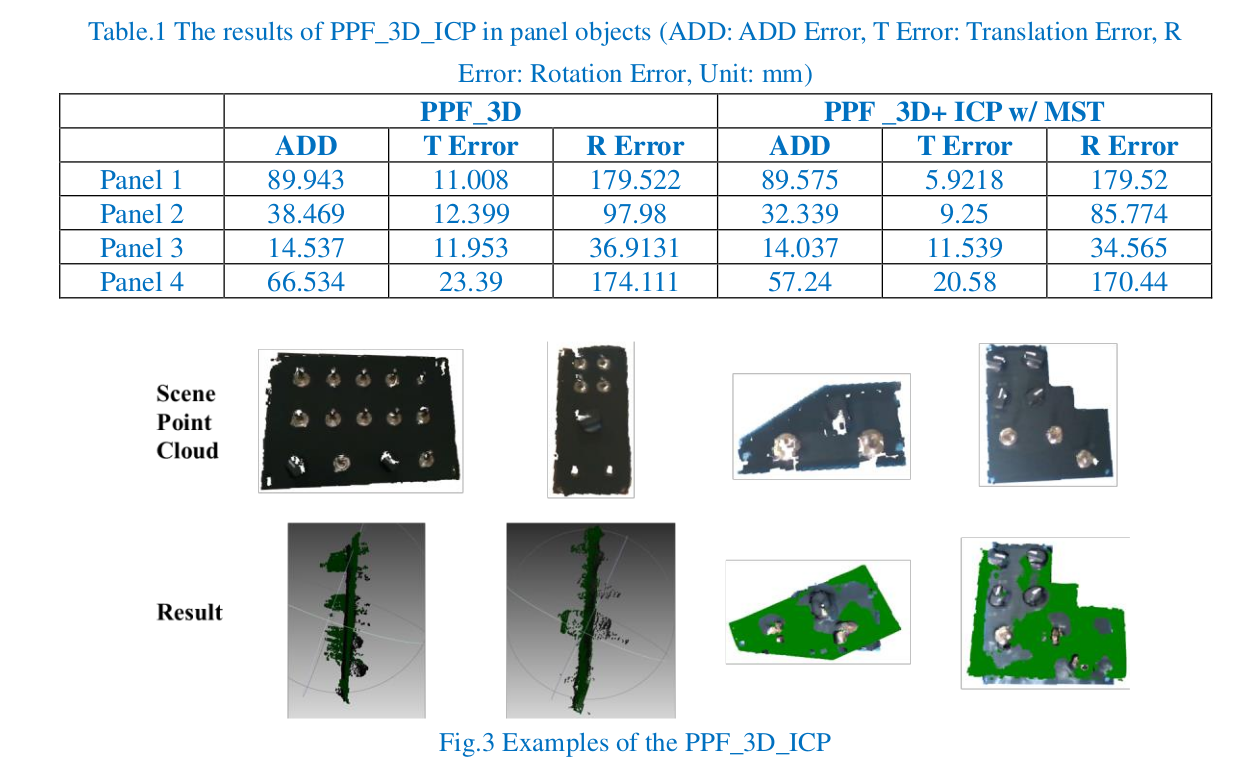 Table.1 The results of PPF_3D_ICP in panel objects (ADD: ADD Error, T Error: Translation Error, R
Error: Rotation Error, Unit: mm)
PPF_3D PPF _3D+ ICP w/ MST
ADD T Error R Error ADD T Error R Error
Panel 1 89.943 11.008 179.522 89.575 5.9218 179.52
Panel 2 38.469 12.399 97.98 32.339 9.25 85.774
Panel 3 14.537 11.953 36.9131 14.037 11.539 34.565
Panel 4 66.534 23.39 174.111 57.24 20.58 170.44
Scene
Point
Cloud
Result
Fig.3 Examples of the PPF_3D_ICP